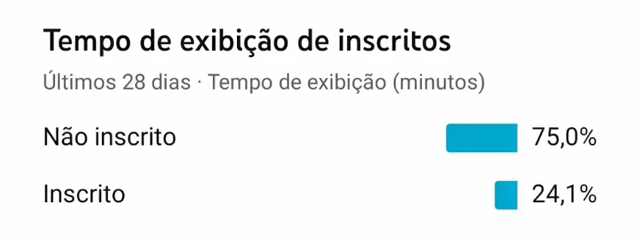 Tempo de exibição de inscritos
Últimos 28 dias · Tempo de exibição (minutos)
Não inscrito 75,0%
Inscrito 24,1%